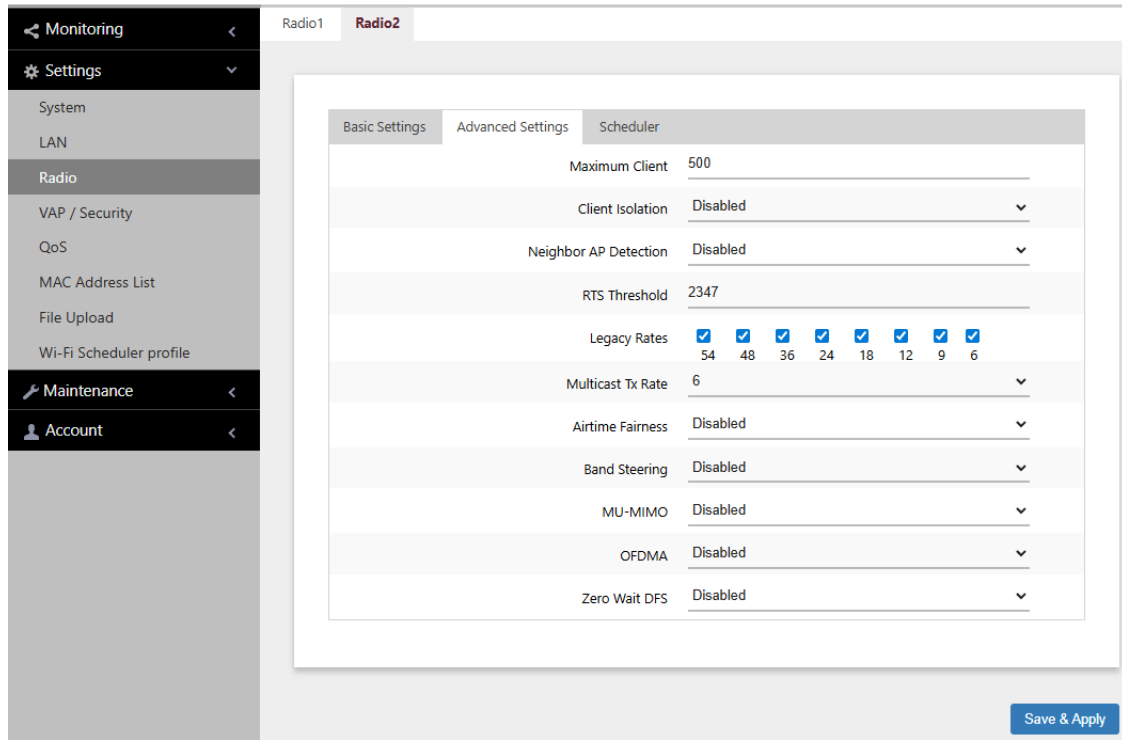 Monitoring
Settings
System
LAN
Radio
VAP / Security
QoS
MAC Address List
File Upload
Wi-Fi Scheduler profile
Maintenance
Account
Radio1 Radio2
Basic Settings Advanced Settings Scheduler
Maximum Client 500
Client Isolation Disabled
Neighbor AP Detection Disabled
RTS Threshold 2347
Legacy Rates
54 48 36 24 18 12 9 6
Multicast Tx Rate 6
Airtime Fairness Disabled
Band Steering Disabled
MU-MIMO Disabled
OFDMA Disabled
Zero Wait DFS Disabled
Save & Apply